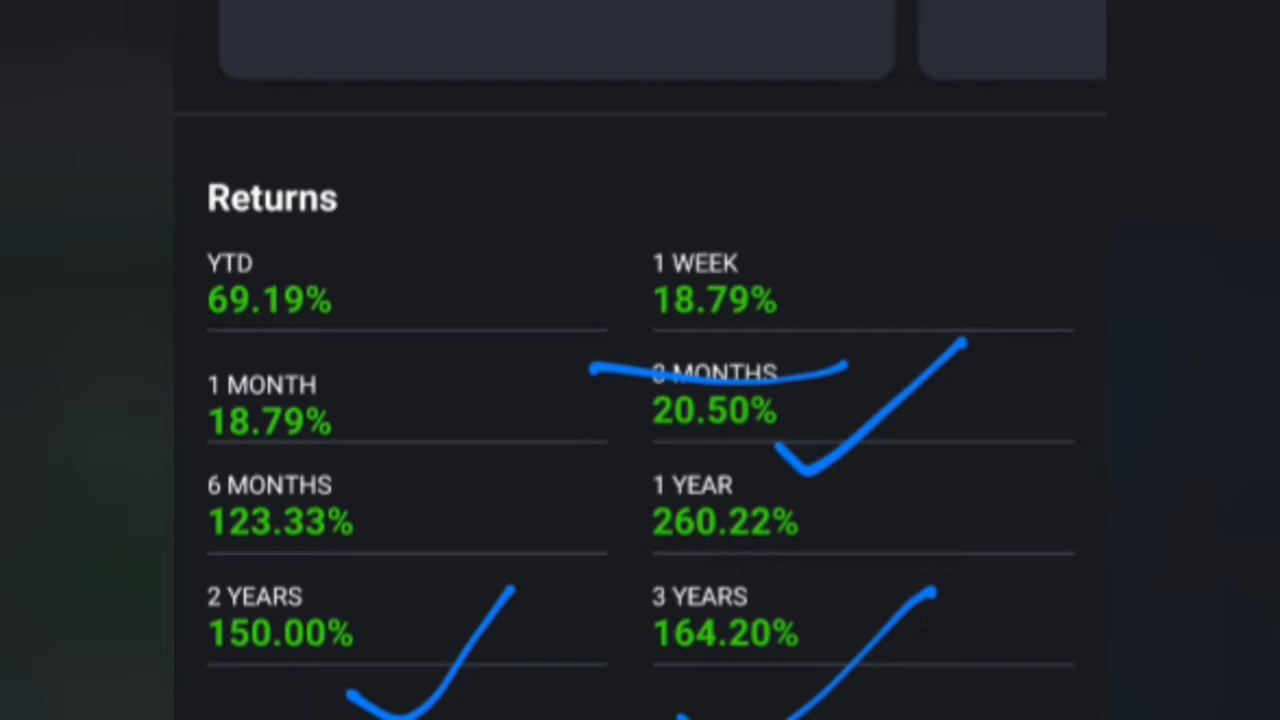 Returns
YTD
1 WEEK
69.19%
18.79%
1 MONTH
3 MONTHS
18.79%
20.50%
6 MONTHS
1 YEAR
123.33%
260.22%
2 YEARS
3 YEARS
150.00%
164.20%